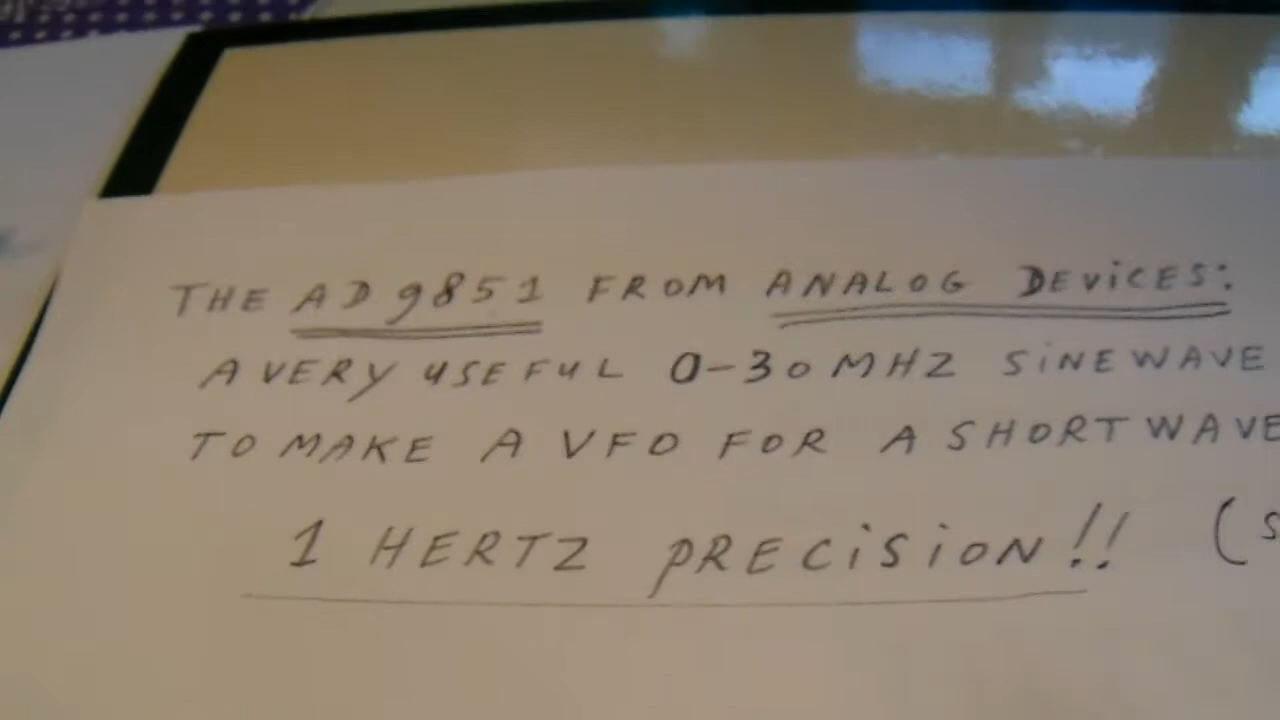 THE AD9851 FROM ANALOG DEViCES:
A VERY USEFUL 0-30MHZ SiNEWAVE
TO MAKE A VFO FOR A SHORTWAVE
1 HERTZ PRECiSiON!! (S